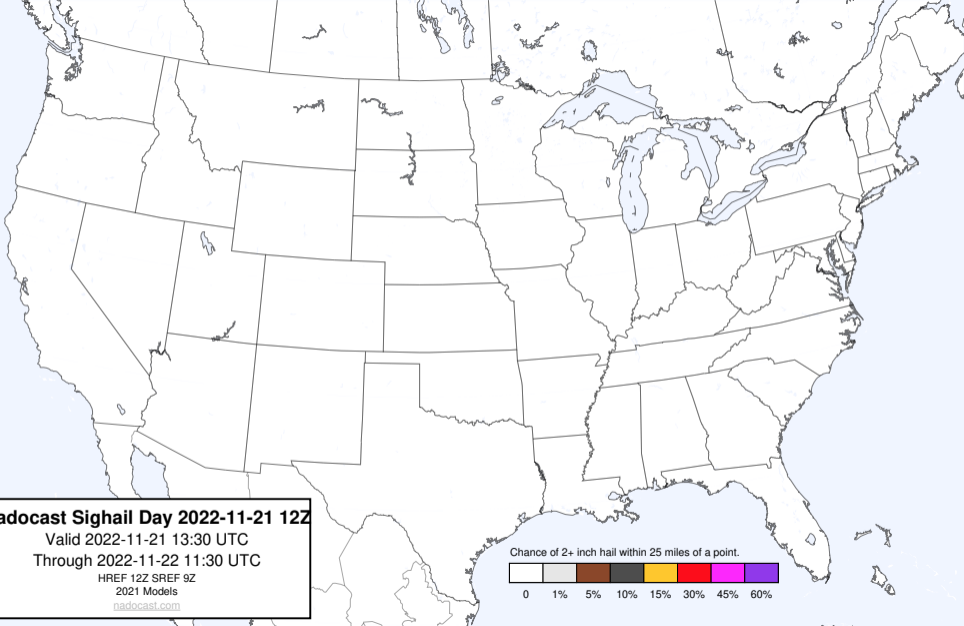 adocast Sighail Day 2022-11-21 12Z
Valid 2022-11-21 13:30 UTC
Through 2022-11-22 11:30 UTC
HREF 12Z SREF 9Z
2021 Models
nadocast.com
Chance of 2+ inch hail within 25 miles of a point.
0 1% 5% 10% 15% 30% 45% 60%